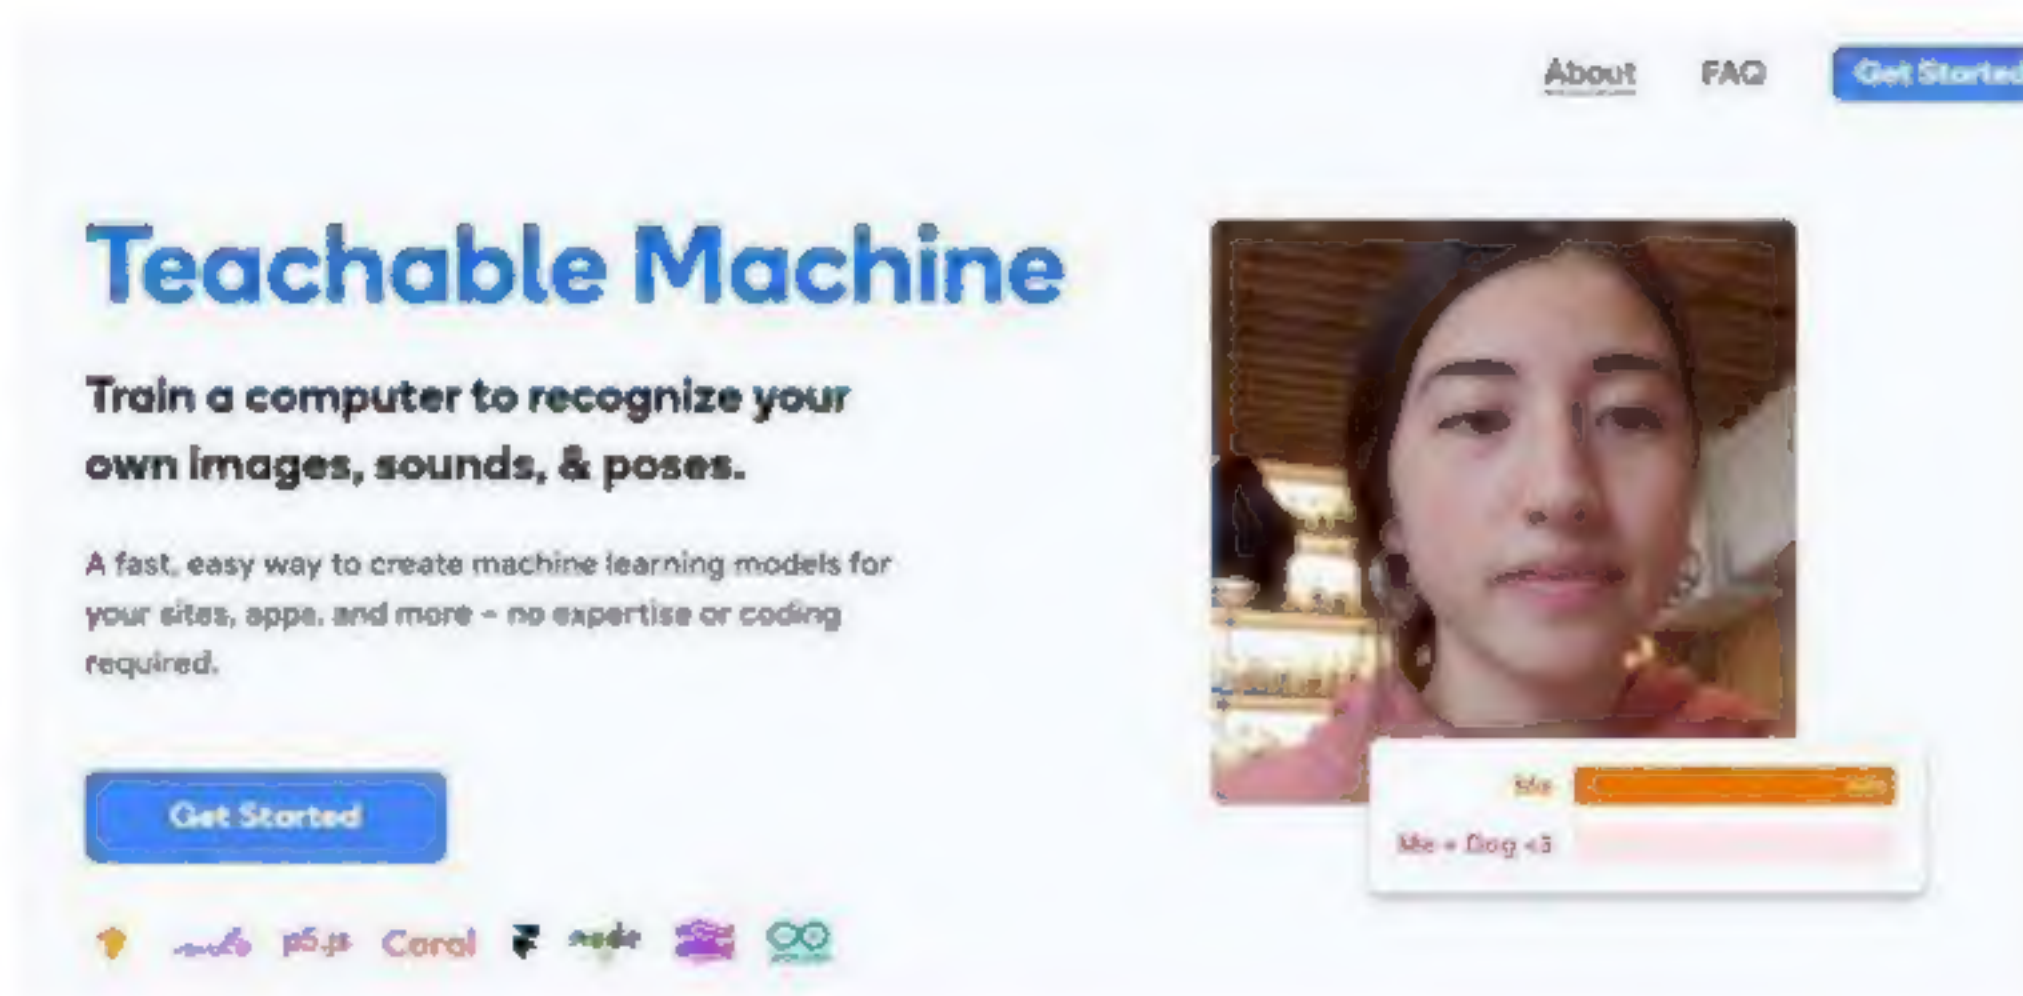 About FAQ Get Started
Teachable Machine
Train a computer to recognize your
own images, sounds, & poses.
A fast, easy way to create machine learning models for
your sites, apps, and more – no expertise or coding
required.
Get Started
Me
Me + Dog <3
p5.js Coral node